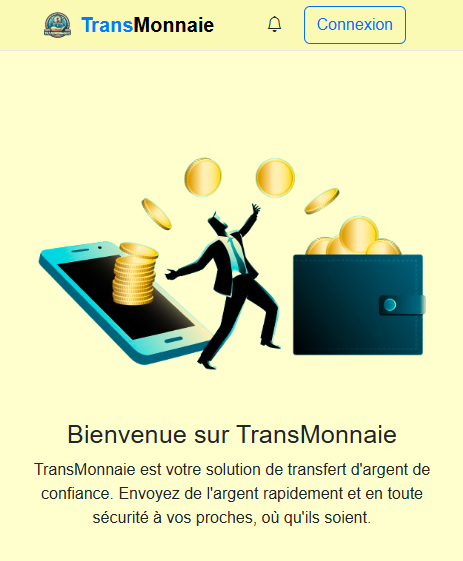 TransMonnaie
Connexion
Bienvenue sur TransMonnaie
TransMonnaie est votre solution de transfert d'argent de
confiance. Envoyez de l'argent rapidement et en toute
sécurité à vos proches, où qu'ils soient.